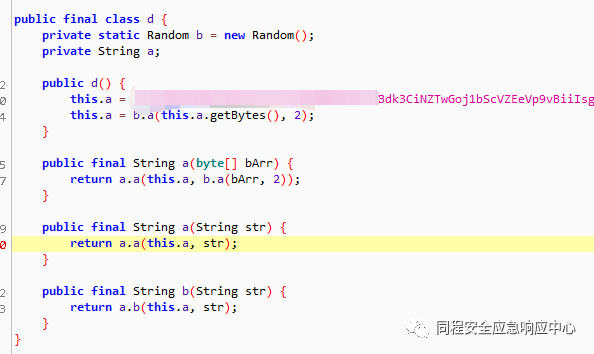 public final class d {
private static Random b = new Random();
private String a;
2
public d() {
0 this.a = 3dk3CiNZTwGoj1bScVZEeVp9vBiiIsg
4 this.a = b.a(this.a.getBytes(), 2);
}
5 public final String a(byte[] bArr) {
7 return a.a(this.a, b.a(bArr, 2));
}
9 public final String a(String str) {
0 return a.a(this.a, str);
}
2 public final String b(String str) {
3 return a.b(this.a, str);
}
}
同程安全应急响应中心